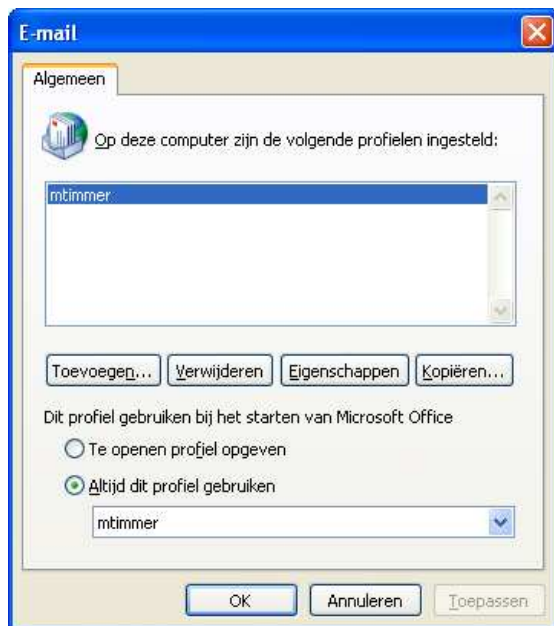 E-mail
Algemeen
Op deze computer zijn de volgende profielen ingesteld:
mtimmer
Toevoegen... Verwijderen Eigenschappen Kopiëren...
Dit profiel gebruiken bij het starten van Microsoft Office
Te openen profiel opgeven
Altijd dit profiel gebruiken
mtimmer
OK Annuleren Toepassen